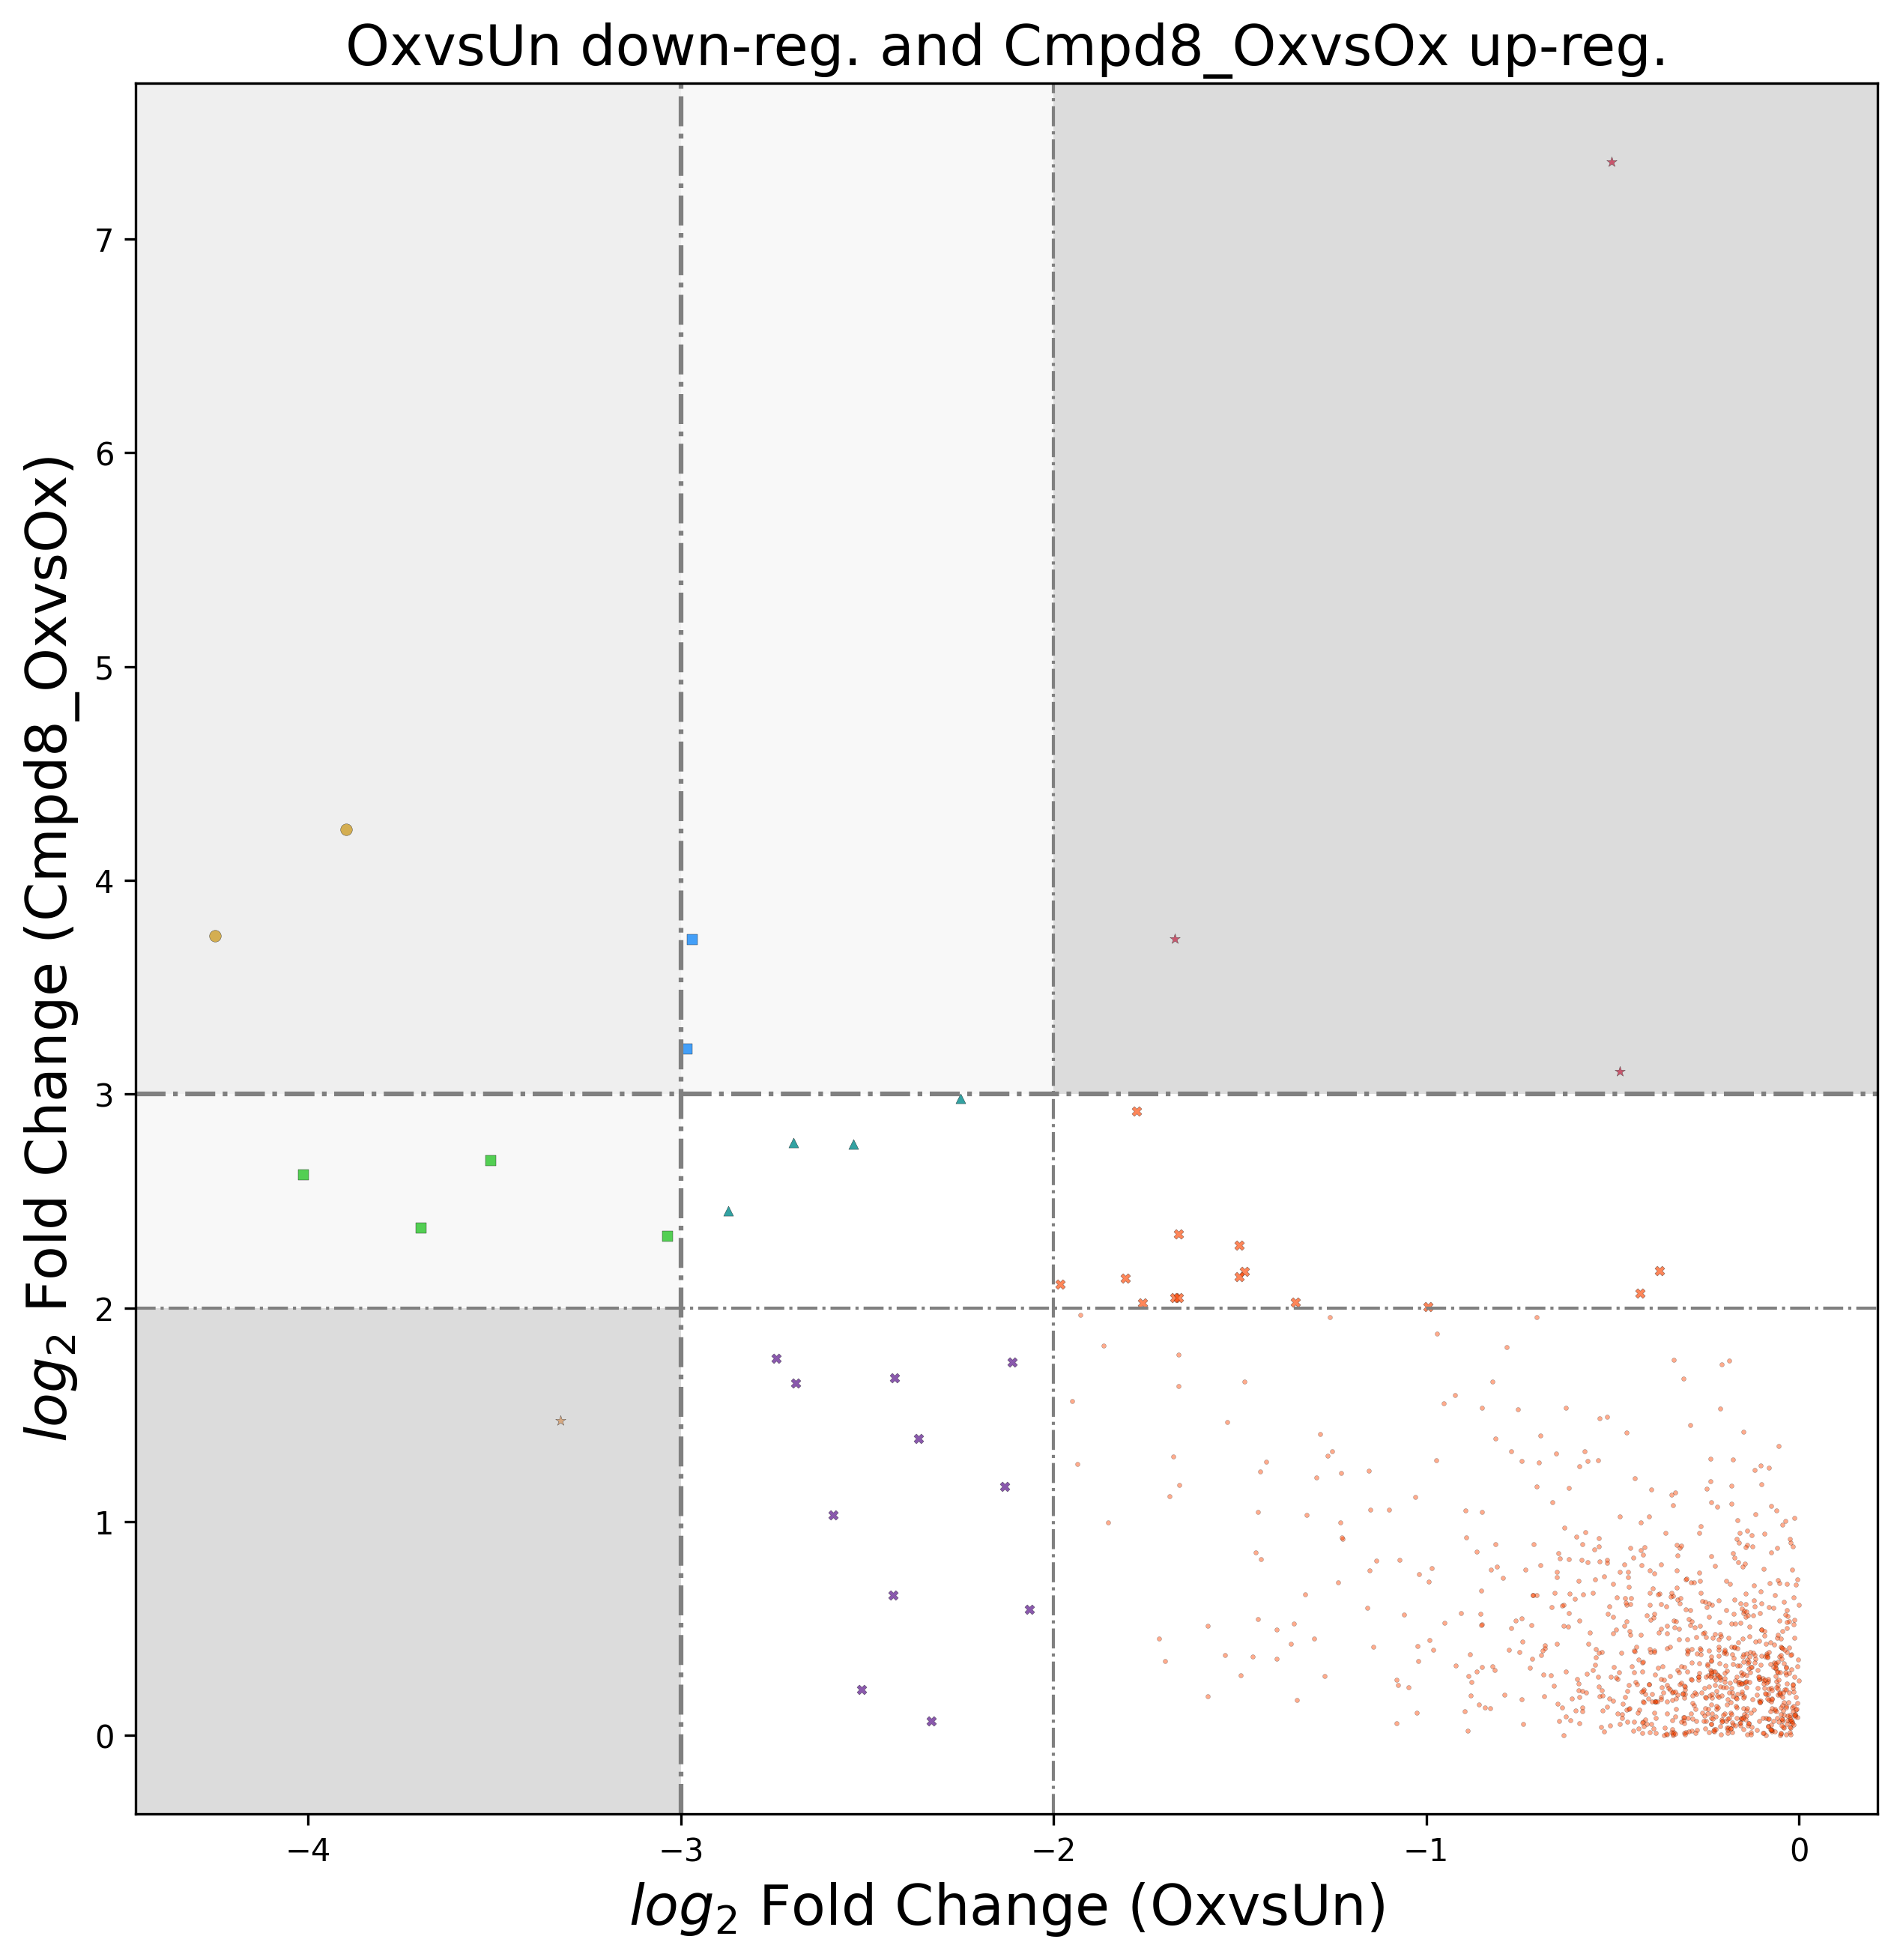 OxvsUn down-reg. and Cmpd8_OxvsOx up-reg.
log2 Fold Change (Cmpd8_OxvsOx)
7
6
5
4
3
2
1
0
−4 −3 −2 −1 0
log2 Fold Change (OxvsUn)